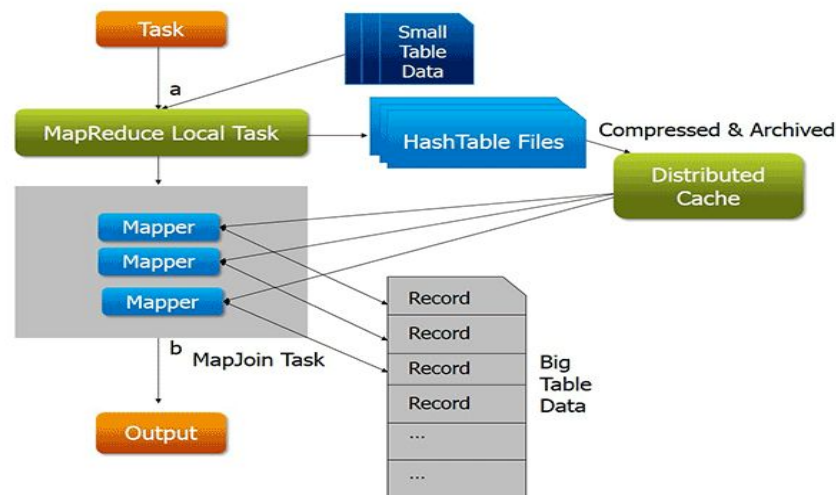 Task
Small
Table
Data
a
MapReduce Local Task
HashTable Files
Compressed & Archived
Distributed
Cache
Mapper
Mapper
Mapper
Record
Record
Record
Record
...
...
Big
Table
Data
b
MapJoin Task
Output